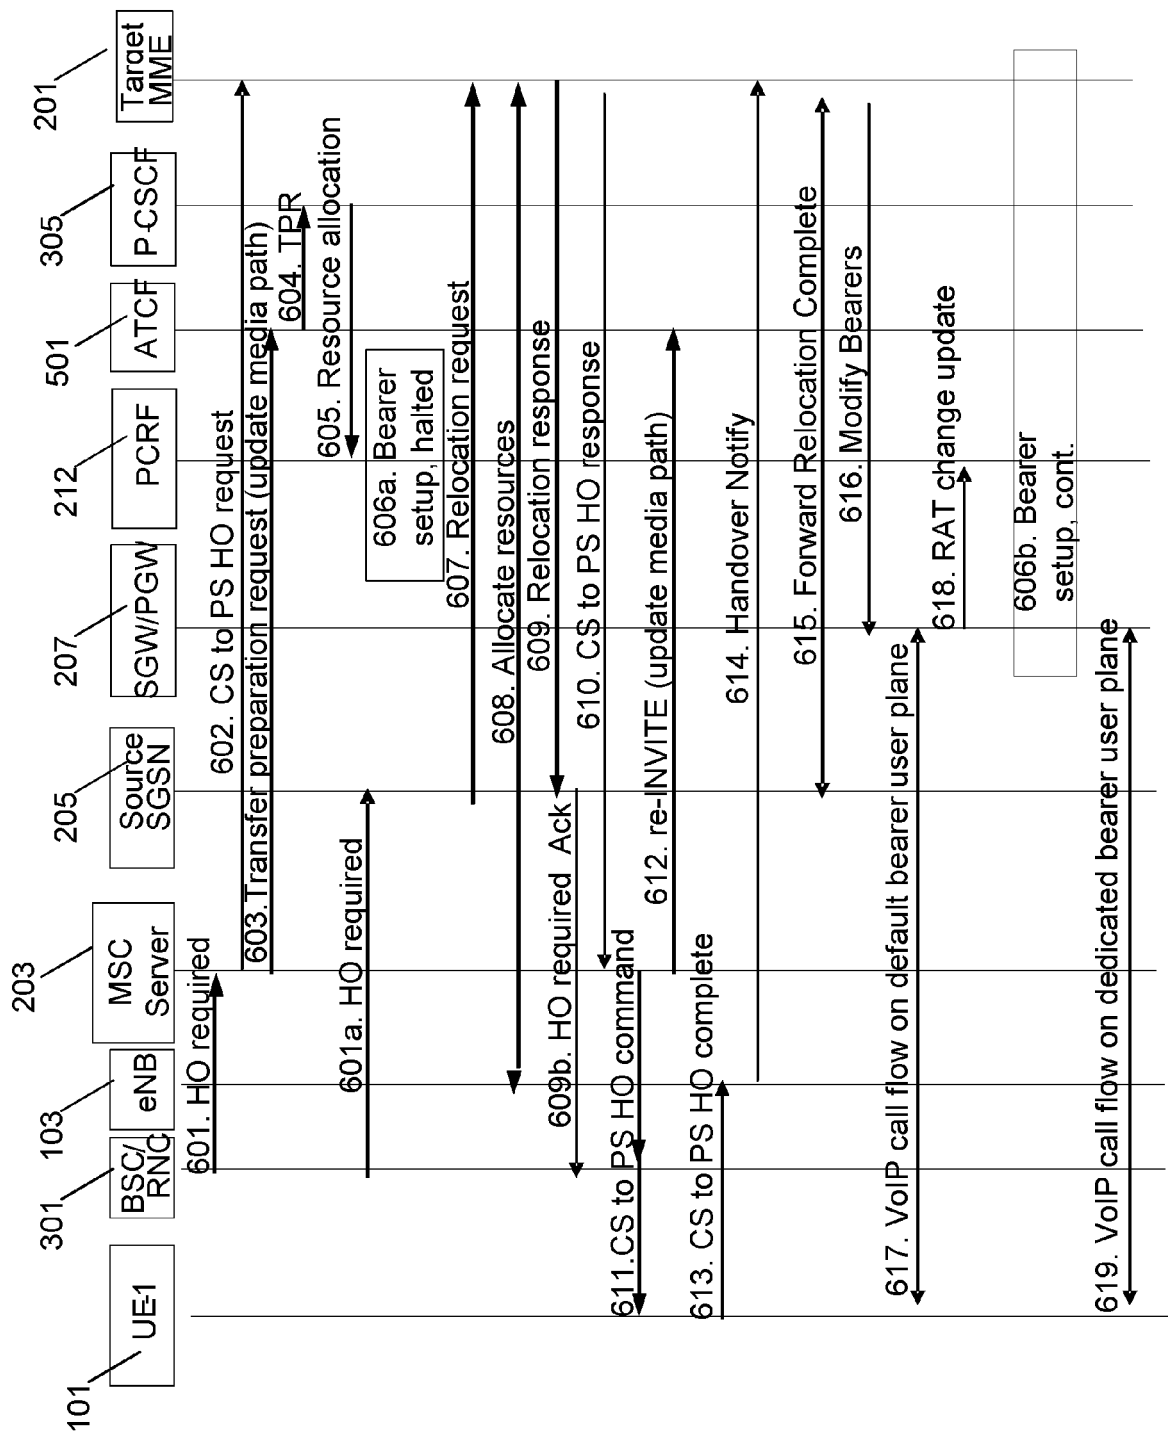 101
301
103
203
205
207
212
501
305
201
UE-1
BSC/
RNC
eNB
MSC
Server
Source
SGSN
SGW/PGW
PCRF
ATCF
P-CSCF
Target
MME
601. HO required
602. CS to PS HO request
603.Transfer preparation request (update media path)
604. TPR
605. Resource allocation
601a. HO required
606a. Bearer
setup, halted
607. Relocation request
608. Allocate resources
609. Relocation response
609b. HO required Ack
610. CS to PS HO response
611.CS to PS HO command
612. re-INVITE (update media path)
613. CS to PS HO complete
614. Handover Notify
615. Forward Relocation Complete
616. Modify Bearers
617. VoIP call flow on default bearer user plane
618. RAT change update
606b. Bearer
setup, cont.
619. VoIP call flow on dedicated bearer user plane